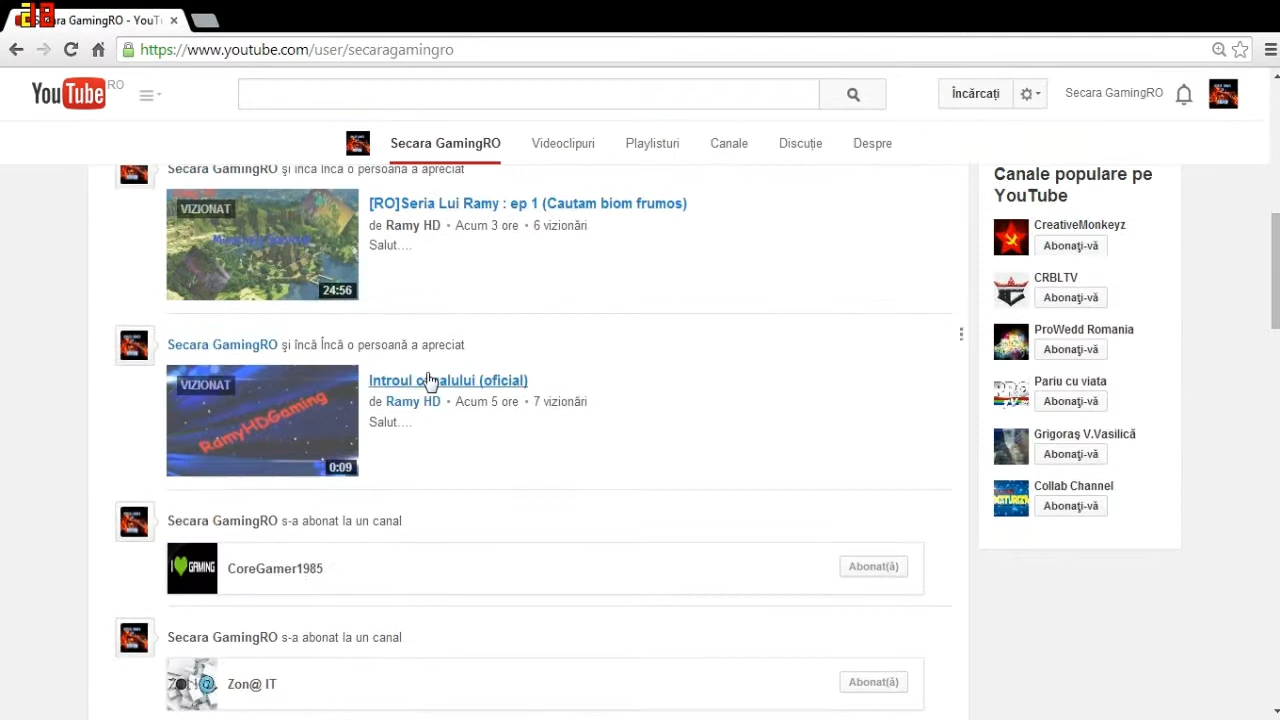 Secara GamingRO - YouTu
https://www.youtube.com/user/secaragamingro
YouTube RO
Încărcați
Secara GamingRO
Secara GamingRO
Videoclipuri
Playlisturi
Canale
Discuție
Despre
Secara GamingRO și încă Încă o persoană a apreciat
VIZIONAT
24:56
[RO]Seria Lui Ramy : ep 1 (Cautam biom frumos)
de Ramy HD • Acum 3 ore • 6 vizionări
Salut....
Secara GamingRO și încă Încă o persoană a apreciat
VIZIONAT
RamyHDGaming
0:09
Introul (oficial)
de Ramy HD • Acum 5 ore • 7 vizionări
Salut....
Secara GamingRO s-a abonat la un canal
I GAMING
CoreGamer1985
Abonat(ă)
Secara GamingRO s-a abonat la un canal
Zon@ IT
Abonat(ă)
Canale populare pe
YouTube
CreativeMonkeyz
Abonați-vă
CRBLTV
Abonați-vă
ProWedd Romania
Abonați-vă
Pariu cu viata
Abonați-vă
Grigoraș V.Vasilică
Abonați-vă
Collab Channel
Abonați-vă